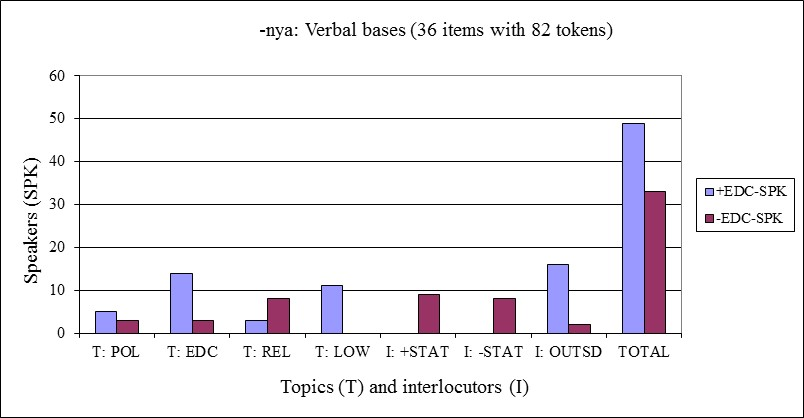 -nya: Verbal bases (36 items with 82 tokens)
60
50
40
30
20
10
0
Speakers (SPK)
T: POL T: EDC T: REL T: LOW I: +STAT I: -STAT I: OUTSD TOTAL
Topics (T) and interlocutors (I)
+EDC-SPK
-EDC-SPK